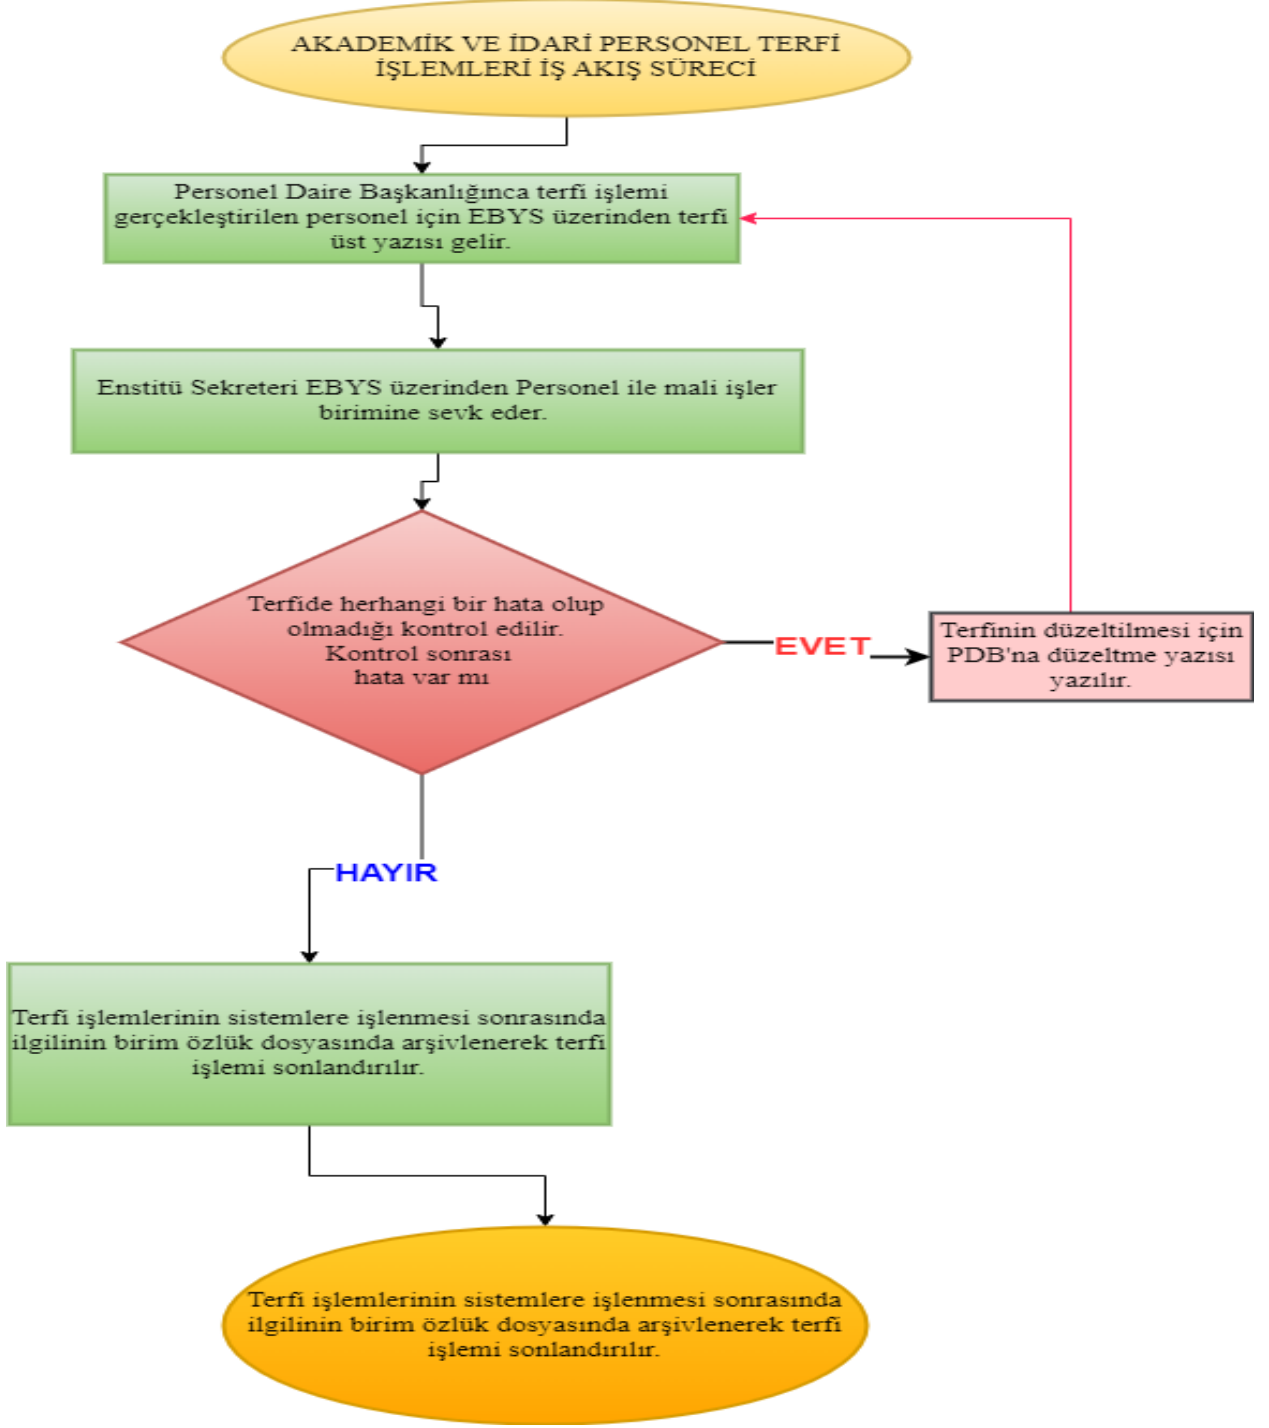 AKADEMİK VE İDARİ PERSONEL TERFİ
İŞLEMLERİ İŞ AKIŞ SÜRECİ
Personel Daire Başkanlığınca terfi işlemi
gerçekleştirilen personel için EBYS üzerinden terfi
üst yazısı gelir.
Enstitü Sekreteri EBYS üzerinden Personel ile mali işler
birimine sevk eder.
Terfide herhangi bir hata olup
olmadığı kontrol edilir.
Kontrol sonrası
hata var mı
EVET
Terfinin düzeltilmesi için
PDB'na düzeltme yazısı
yazılır.
HAYIR
Terfi işlemlerinin sistemlere işlenmesi sonrasında
ilgilinin birim özlük dosyasında arşivlenerek terfi
işlemi sonlandırılır.
Terfi işlemlerinin sistemlere işlenmesi sonrasında
ilgilinin birim özlük dosyasında arşivlenerek terfi
işlemi sonlandırılır.